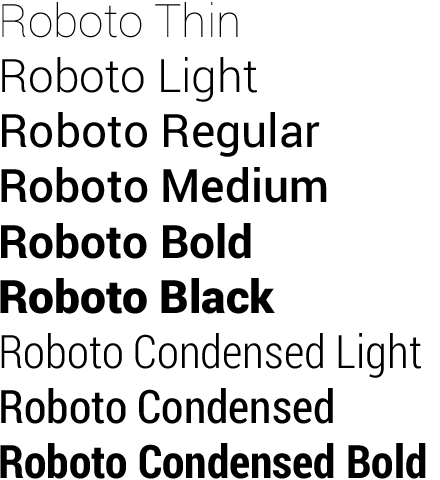 Roboto Thin
Roboto Light
Roboto Regular
Roboto Medium
Roboto Bold
Roboto Black
Roboto Condensed Light
Roboto Condensed
Roboto Condensed Bold